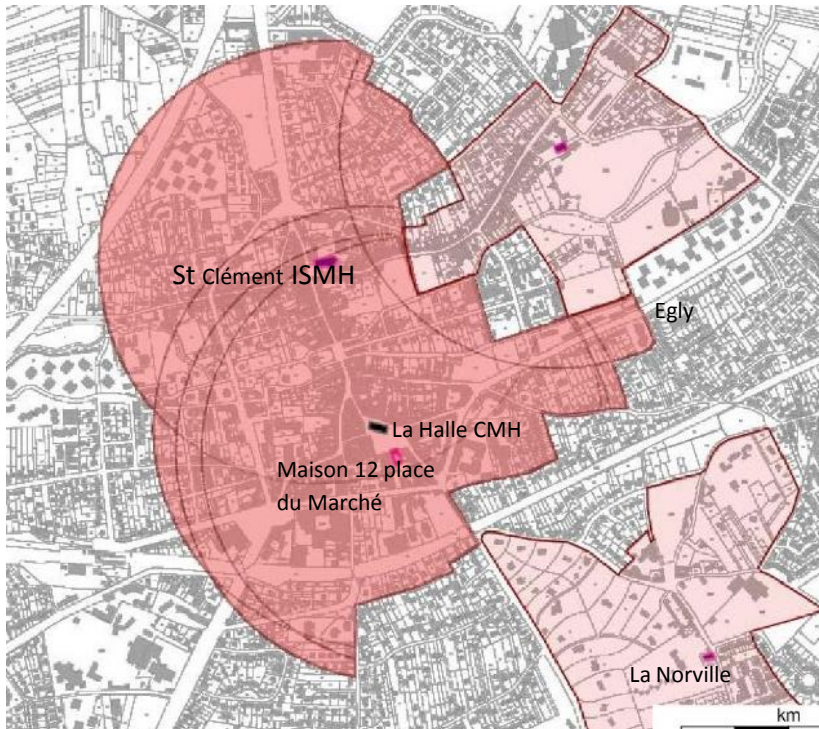 St Clément ISMH
Egly
La Halle CMH
Maison 12 place
du Marché
La Norville
km